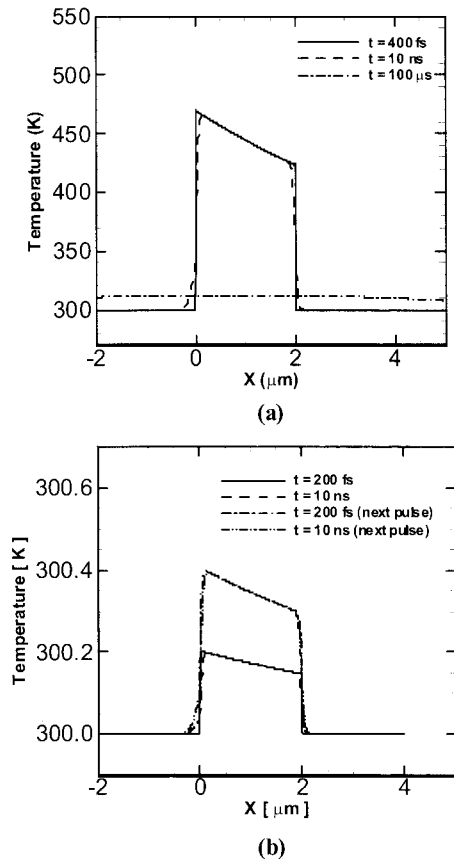 550
500
450
400
350
300
Temperature (K)
t = 400 fs
t = 10 ns
t = 100 μs
-2
0
2
4
X (μm)
(a)
300.6
300.4
300.2
300.0
Temperature [ K ]
t = 200 fs
t = 10 ns
t = 200 fs (next pulse)
t = 10 ns (next pulse)
-2
0
2
4
X [ μm ]
(b)